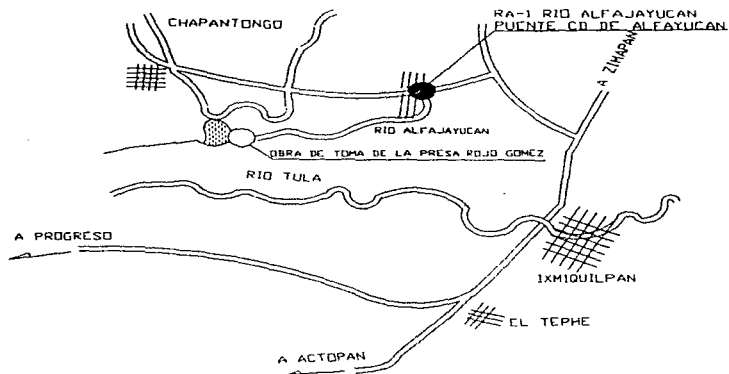 CHAPANTONGO
RA-1 RIO ALFAJAYUCAN
PUENTE CD DE ALFAYUCAN
A ZIMAPAN
RIO ALFAJAYUCAN
OBRA DE TOMA DE LA PRESA ROJO GOMEZ
RIO TULA
A PROGRESO
IXMIQUILPAN
EL TEPHE
A ACTOPAN